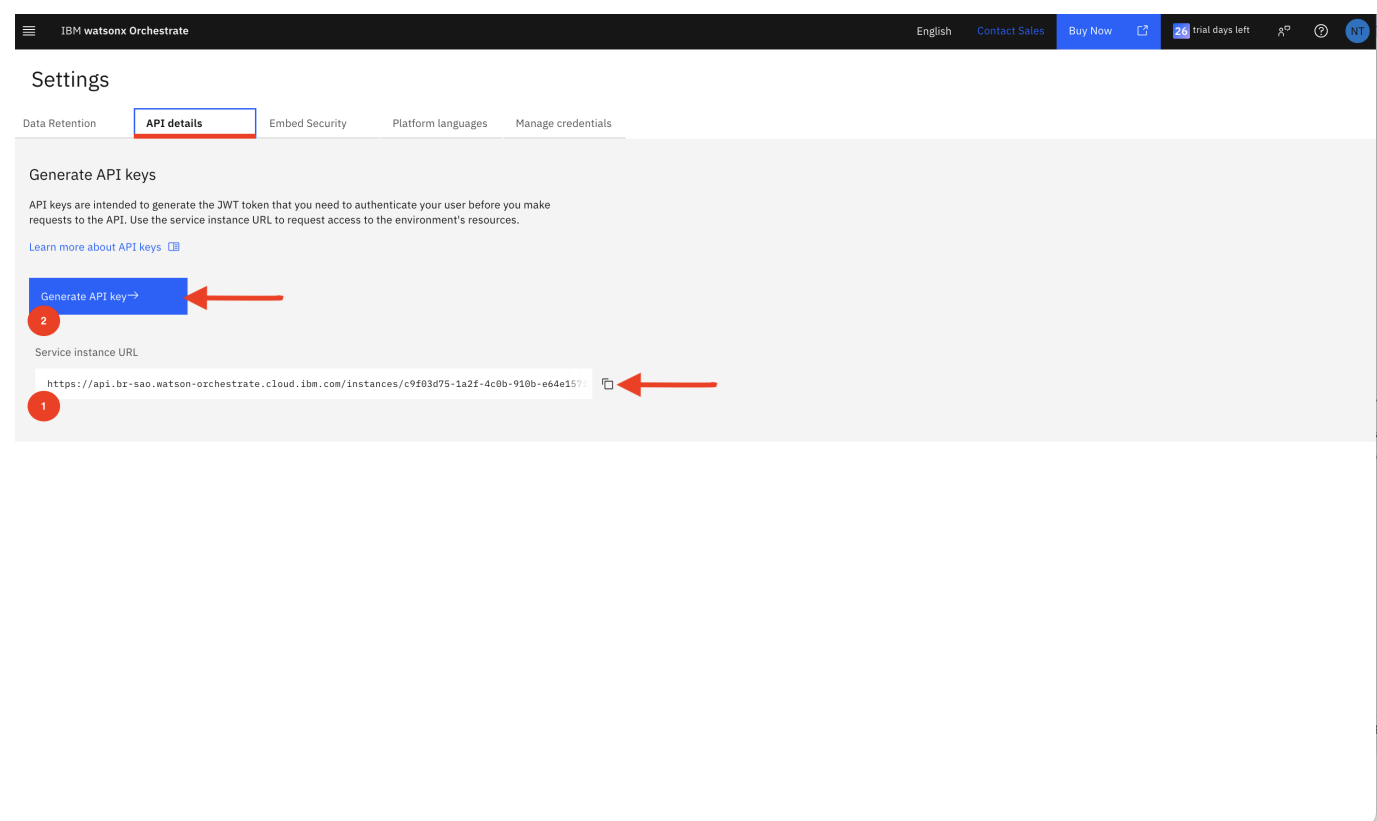 IBM watsonx Orchestrate
English
Contact Sales
Buy Now
26 trial days left
NT
Settings
Data Retention
API details
Embed Security
Platform languages
Manage credentials
Generate API keys
API keys are intended to generate the JWT token that you need to authenticate your user before you make
requests to the API. Use the service instance URL to request access to the environment's resources.
Learn more about API keys
Generate API key
2
Service instance URL
https://api.br-sao.watson-orchestrate.cloud.ibm.com/instances/c9f03d75-1a2f-4c0b-910b-e64e157
1